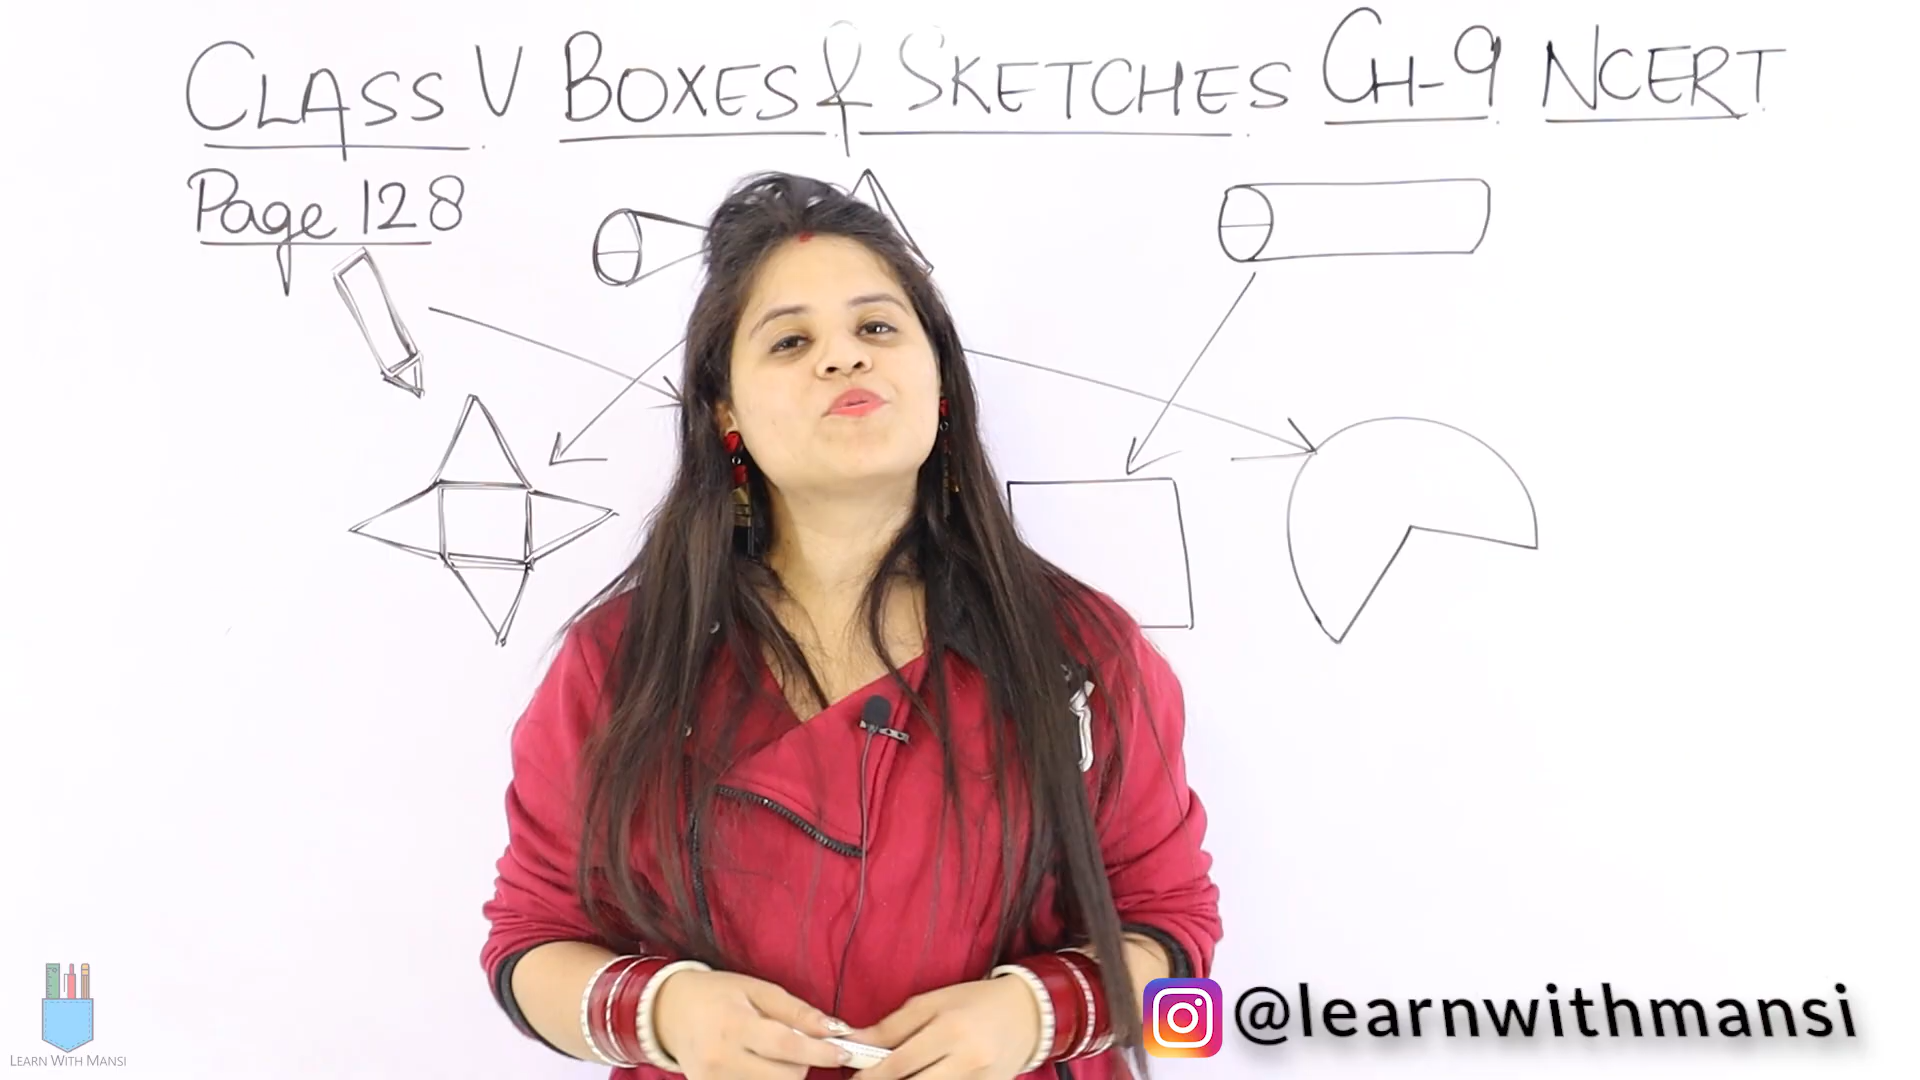 CLASS V BOXES & SKETCHES CH-9 NCERT
Page 128
@learnwithmansi
LEARN WITH MANSI